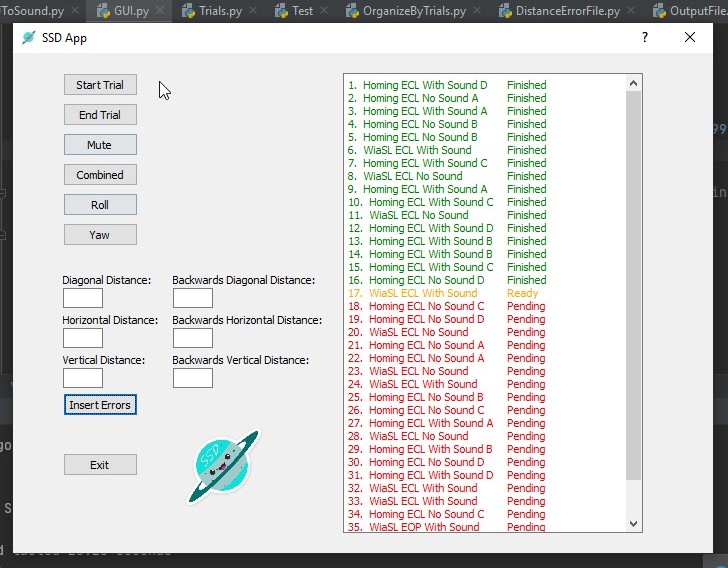 ToSound.py GUI.py Trials.py Test OrganizeByTrials.py DistanceErrorFile.py OutputFile.
SSD App
Start Trial
End Trial
Mute
Combined
Roll
Yaw
Diagonal Distance: Backwards Diagonal Distance:
Horizontal Distance: Backwards Horizontal Distance:
Vertical Distance: Backwards Vertical Distance:
Insert Errors
Exit
SSD
1. Homing ECL With Sound D Finished
2. Homing ECL No Sound A Finished
3. Homing ECL With Sound A Finished
4. Homing ECL No Sound B Finished
5. Homing ECL No Sound B Finished
6. WiaSL ECL With Sound Finished
7. Homing ECL With Sound C Finished
8. WiaSL ECL No Sound Finished
9. Homing ECL With Sound A Finished
10. Homing ECL With Sound C Finished
11. WiaSL ECL No Sound Finished
12. Homing ECL With Sound D Finished
13. Homing ECL With Sound B Finished
14. Homing ECL With Sound B Finished
15. Homing ECL With Sound C Finished
16. Homing ECL No Sound D Finished
17. WiaSL ECL With Sound Ready
18. Homing ECL No Sound C Pending
19. Homing ECL No Sound D Pending
20. WiaSL ECL No Sound Pending
21. Homing ECL No Sound A Pending
22. Homing ECL No Sound A Pending
23. WiaSL ECL No Sound Pending
24. WiaSL ECL With Sound Pending
25. Homing ECL No Sound B Pending
26. Homing ECL No Sound C Pending
27. Homing ECL With Sound A Pending
28. WiaSL ECL No Sound Pending
29. Homing ECL With Sound B Pending
30. Homing ECL No Sound D Pending
31. Homing ECL With Sound D Pending
32. WiaSL ECL With Sound Pending
33. WiaSL ECL With Sound Pending
34. Homing ECL No Sound C Pending
35. WiaSL EOP With Sound Pending
99
in
go
S